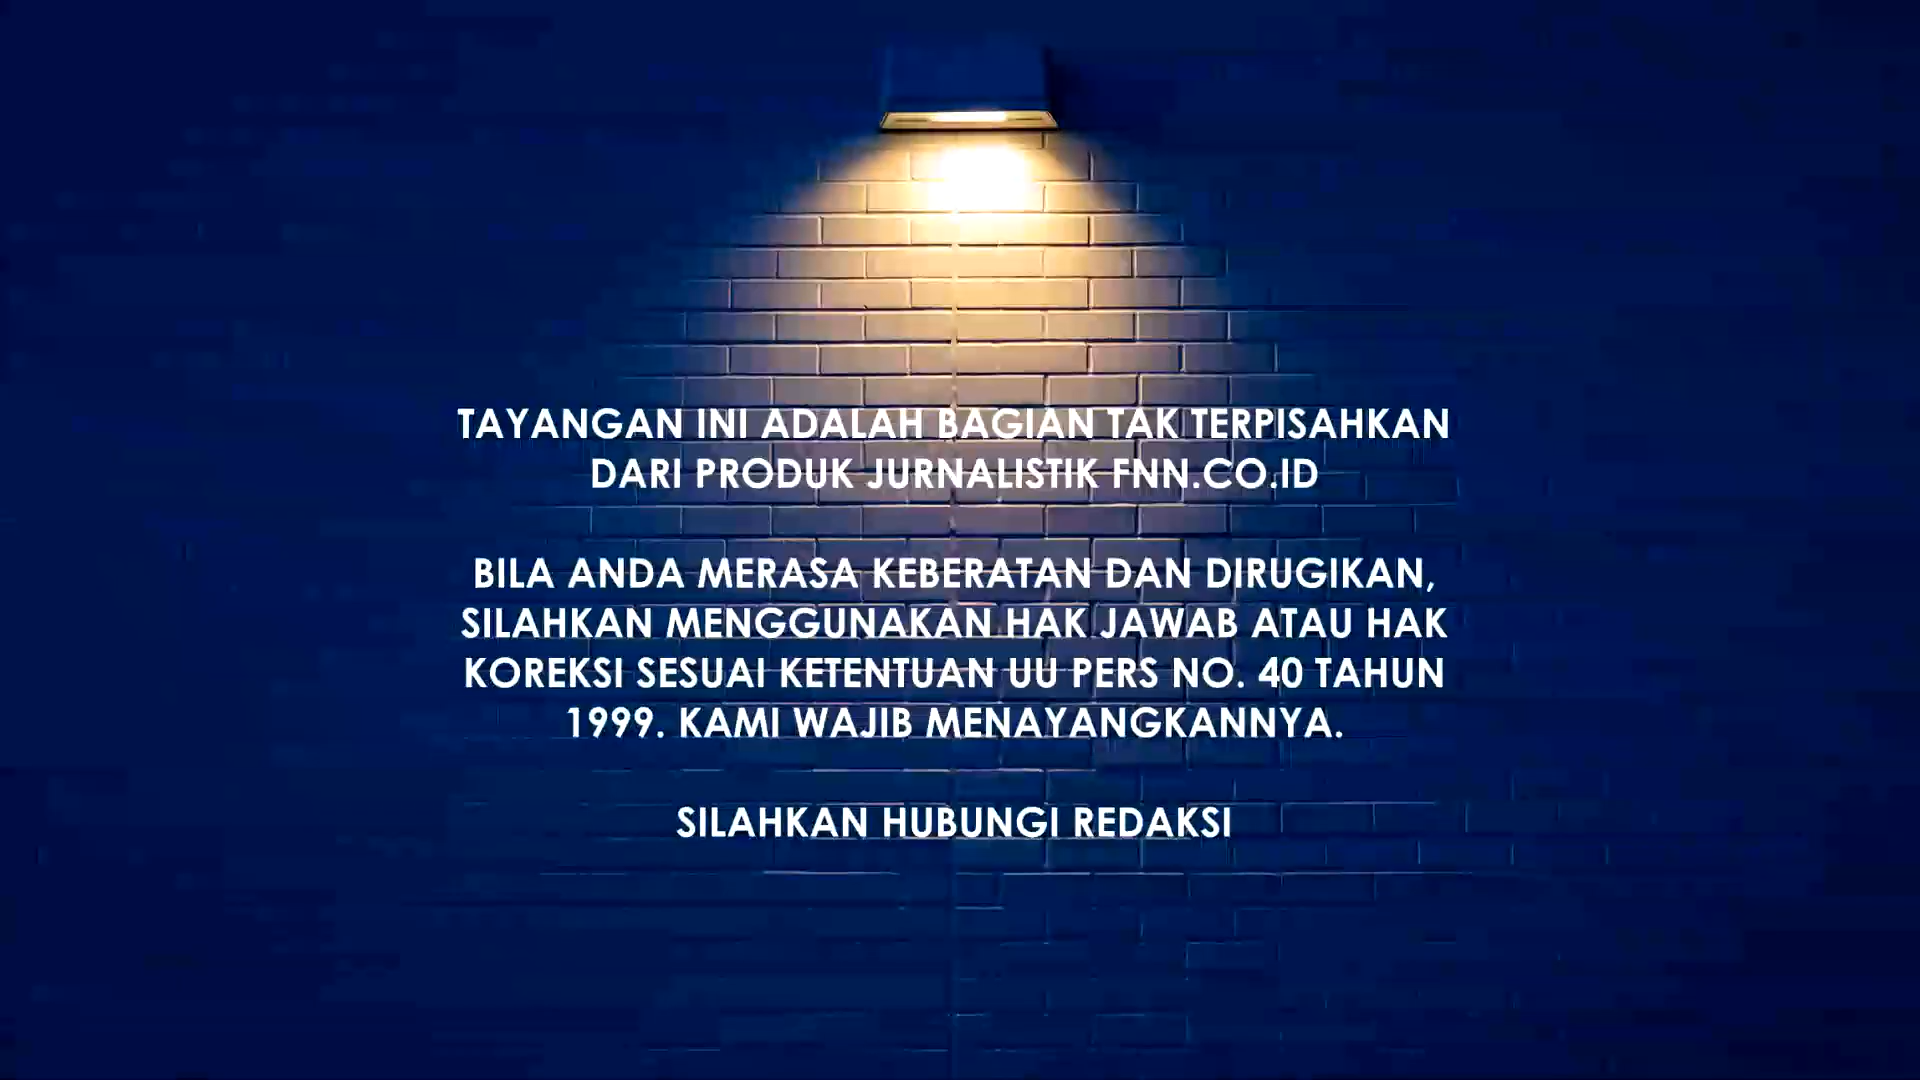 TAYANGAN INI ADALAH BAGIAN TAK TERPISAHKAN
DARI PRODUK JURNALISTIK FNN.CO.ID
BILA ANDA MERASA KEBERATAN DAN DIRUGIKAN,
SILAHKAN MENGGUNAKAN HAK JAWAB ATAU HAK
KOREKSI SESUAI KETENTUAN UU PERS NO. 40 TAHUN
1999. KAMI WAJIB MENAYANGKANNYA.
SILAHKAN HUBUNGI REDAKSI